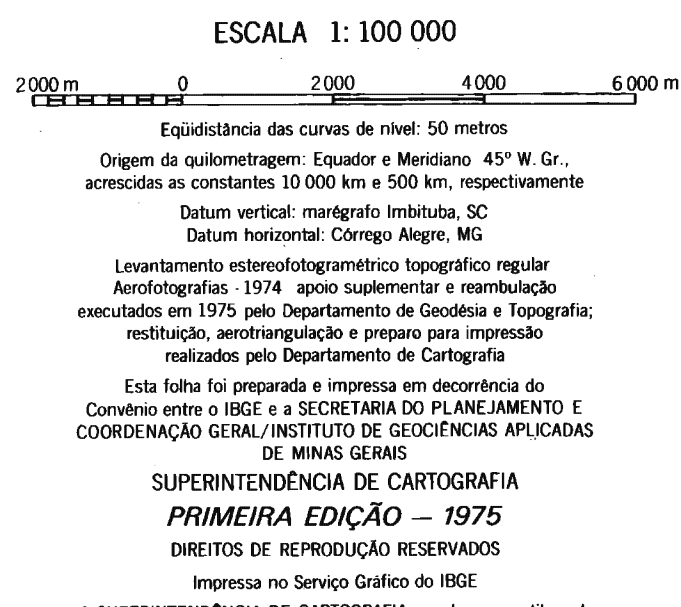 ESCALA 1: 100 000
2 000 m 0 2 000 4 000 6 000 m
Eqüidistância das curvas de nível: 50 metros
Origem da quilometragem: Equador e Meridiano 45º W. Gr.,
acrescidas as constantes 10 000 km e 500 km, respectivamente
Datum vertical: marégrafo Imbituba, SC
Datum horizontal: Córrego Alegre, MG
Levantamento estereofotogramétrico topográfico regular
Aerofotografias - 1974 apoio suplementar e reambulação
executados em 1975 pelo Departamento de Geodésia e Topografia;
restituição, aerotriangulação e preparo para impressão
realizados pelo Departamento de Cartografia
Esta folha foi preparada e impressa em decorrência do
Convênio entre o IBGE e a SECRETARIA DO PLANEJAMENTO E
COORDENAÇÃO GERAL/INSTITUTO DE GEOCIÊNCIAS APLICADAS
DE MINAS GERAIS
SUPERINTENDÊNCIA DE CARTOGRAFIA
PRIMEIRA EDIÇÃO — 1975
DIREITOS DE REPRODUÇÃO RESERVADOS
Impressa no Serviço Gráfico do IBGE